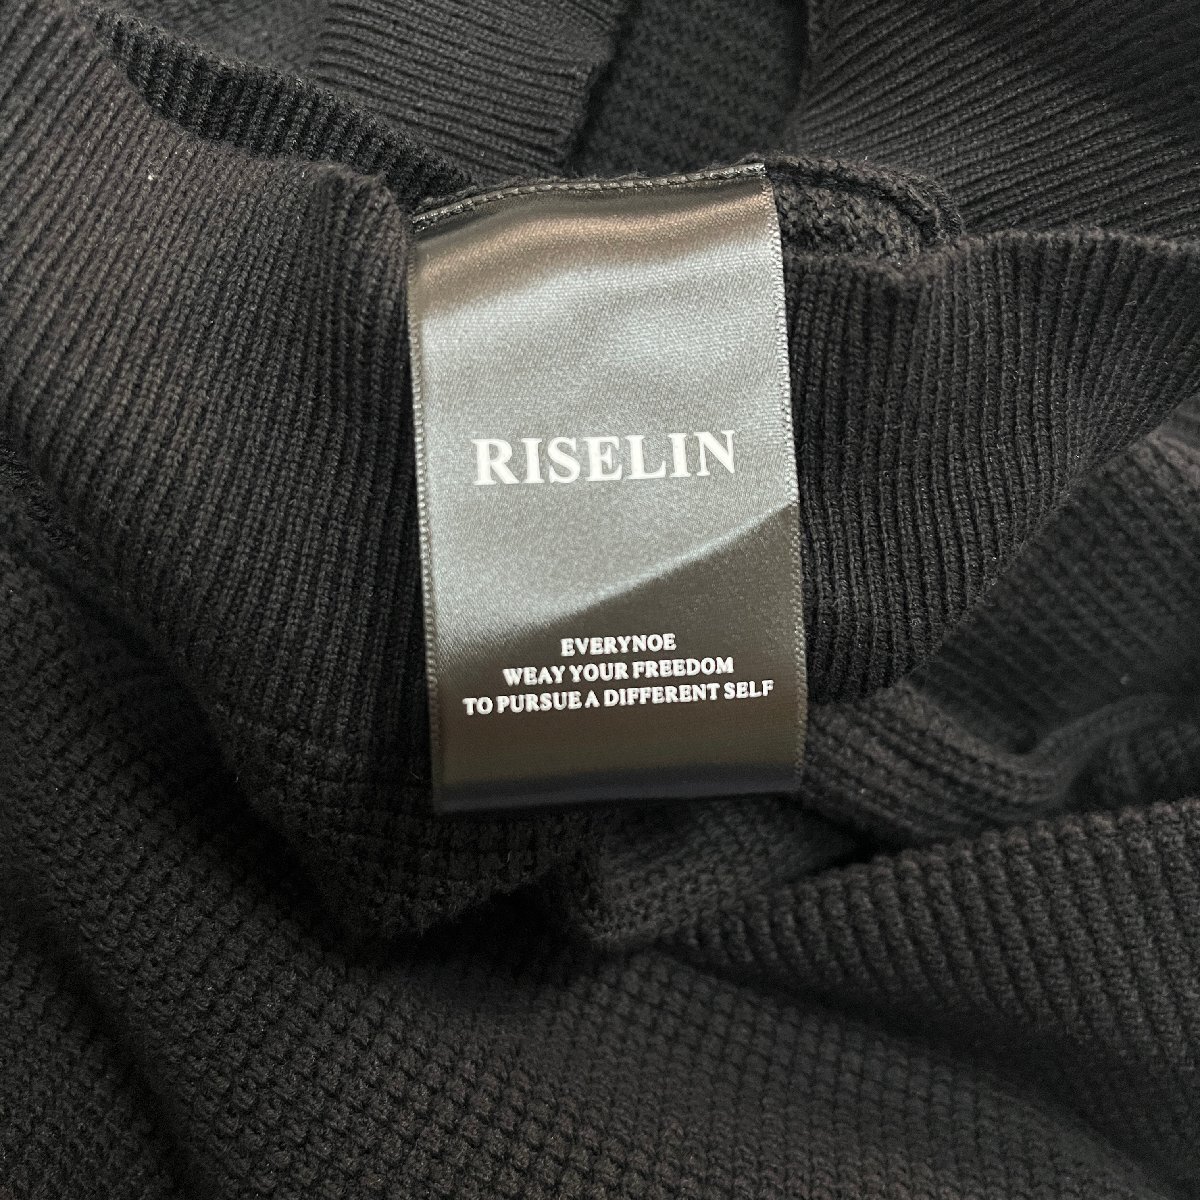 RISELIN
EVERYNOE
WEAY YOUR FREEDOM
TO PURSUE A DIFFERENT SELF